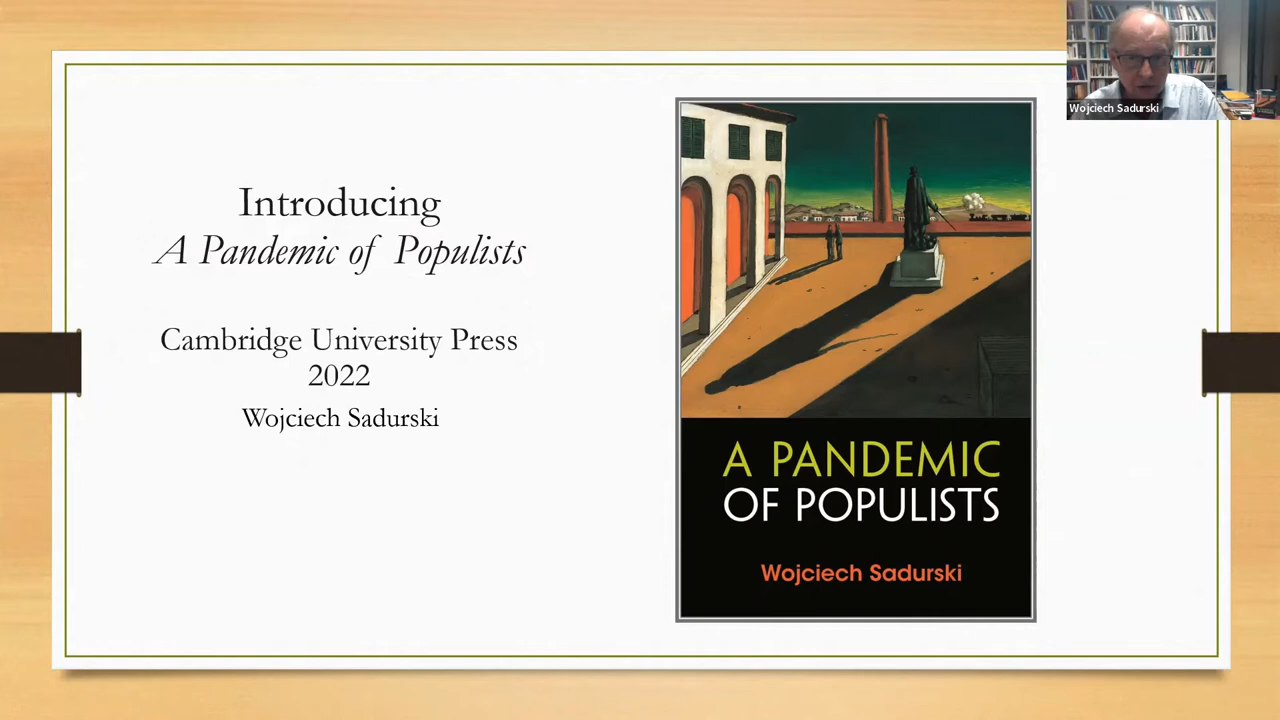 Introducing
A Pandemic of Populists
Cambridge University Press
2022
Wojciech Sadurski
A PANDEMIC
OF POPULISTS
Wojciech Sadurski
Wojciech Sadurski